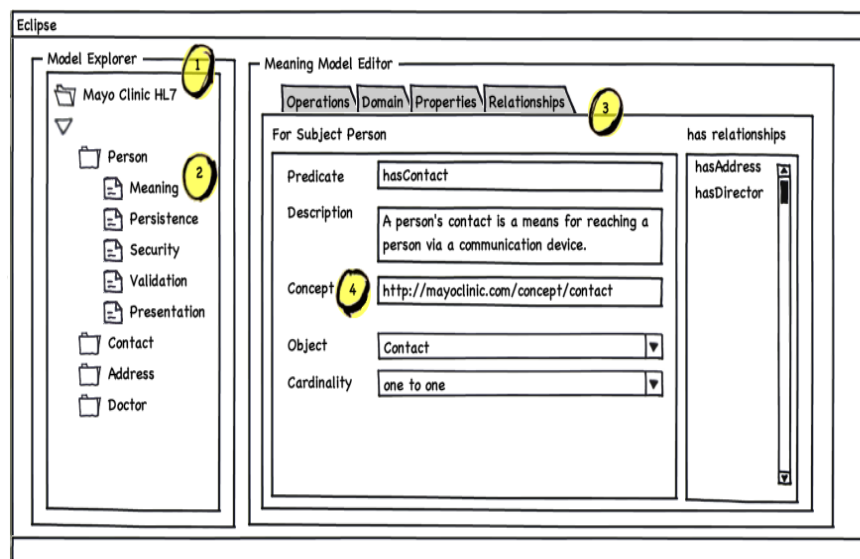 Eclipse
Model Explorer
1
Mayo Clinic HL7
Person
Meaning
2
Persistence
Security
Validation
Presentation
Contact
Address
Doctor
Meaning Model Editor
Operations Domain Properties Relationships
3
For Subject Person
Predicate hasContact
Description A person's contact is a means for reaching a
person via a communication device.
Concept 4 http://mayoclinic.com/concept/contact
Object Contact
Cardinality one to one
has relationships
hasAddress
hasDirector